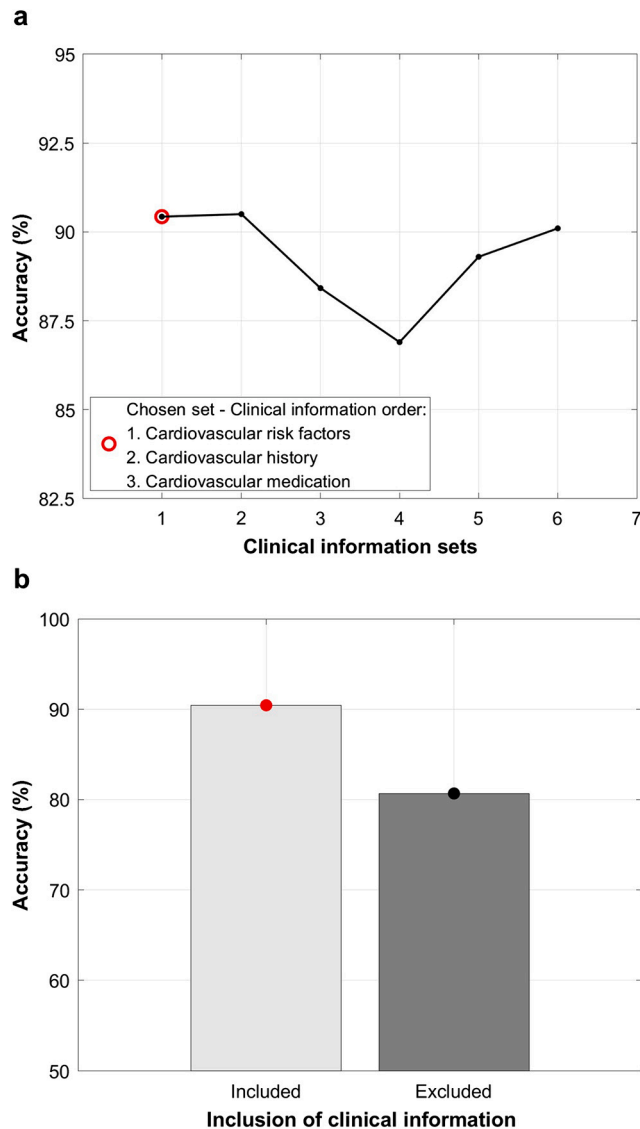 a
95
92.5
90
87.5
85
82.5
Accuracy (%)
Chosen set - Clinical information order:
1. Cardiovascular risk factors
2. Cardiovascular history
3. Cardiovascular medication
1 2 3 4 5 6 7
Clinical information sets
b
100
90
80
70
60
50
Accuracy (%)
Included Excluded
Inclusion of clinical information